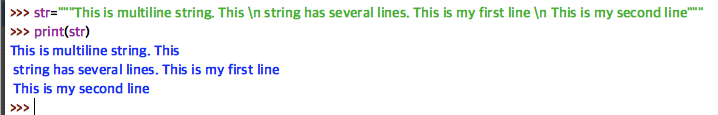 >>> str="""This is multiline string. This \n string has several lines. This is my first line \n This is my second line"""
>>> print(str)
This is multiline string. This
 string has several lines. This is my first line
 This is my second line
>>>